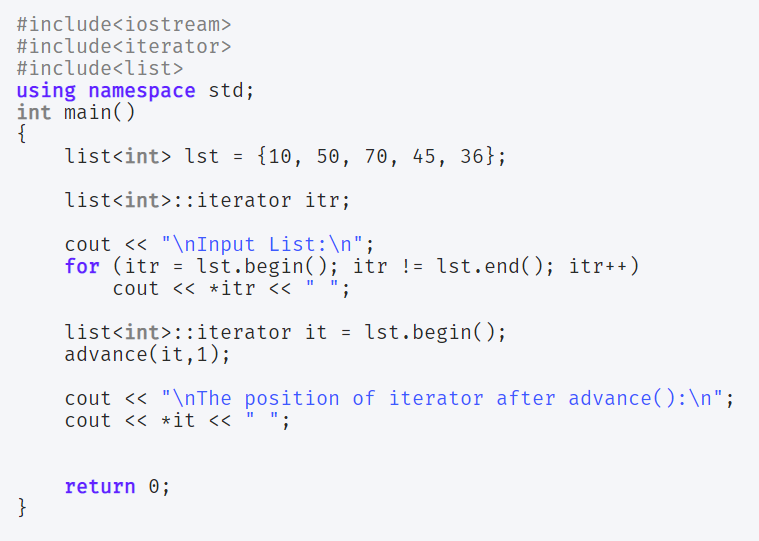 #include<iostream>
#include<iterator>
#include<list>
using namespace std;
int main()
{
    list<int> lst = {10, 50, 70, 45, 36};
    list<int>::iterator itr;
    cout << "\nInput List:\n";
    for (itr = lst.begin(); itr != lst.end(); itr++)
        cout << *itr << " ";
    list<int>::iterator it = lst.begin();
    advance(it,1);
    cout << "\nThe position of iterator after advance():\n";
    cout << *it << " ";
    return 0;
}